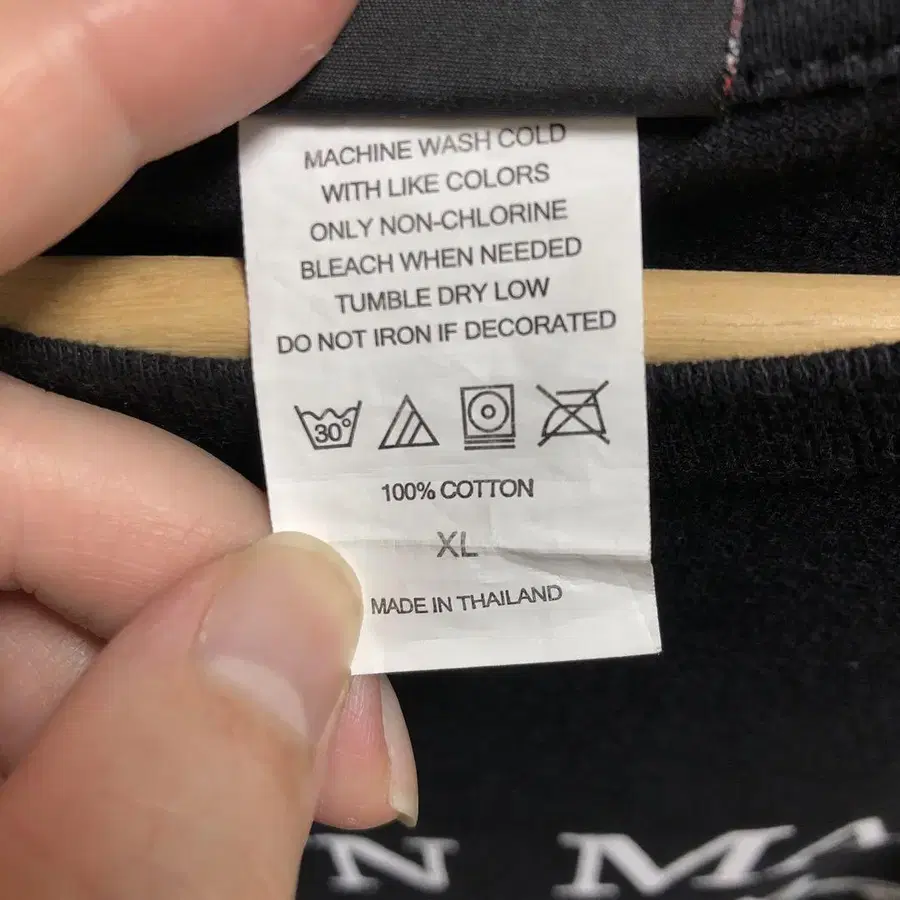 MACHINE WASH COLD
WITH LIKE COLORS
ONLY NON-CHLORINE
BLEACH WHEN NEEDED
TUMBLE DRY LOW
DO NOT IRON IF DECORATED
30°
100% COTTON
XL
MADE IN THAILAND